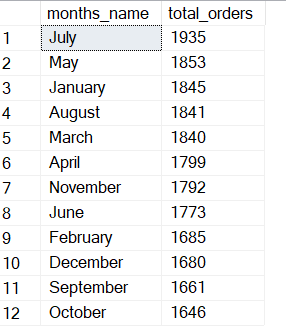 months_name total_orders
1 July 1935
2 May 1853
3 January 1845
4 August 1841
5 March 1840
6 April 1799
7 November 1792
8 June 1773
9 February 1685
10 December 1680
11 September 1661
12 October 1646